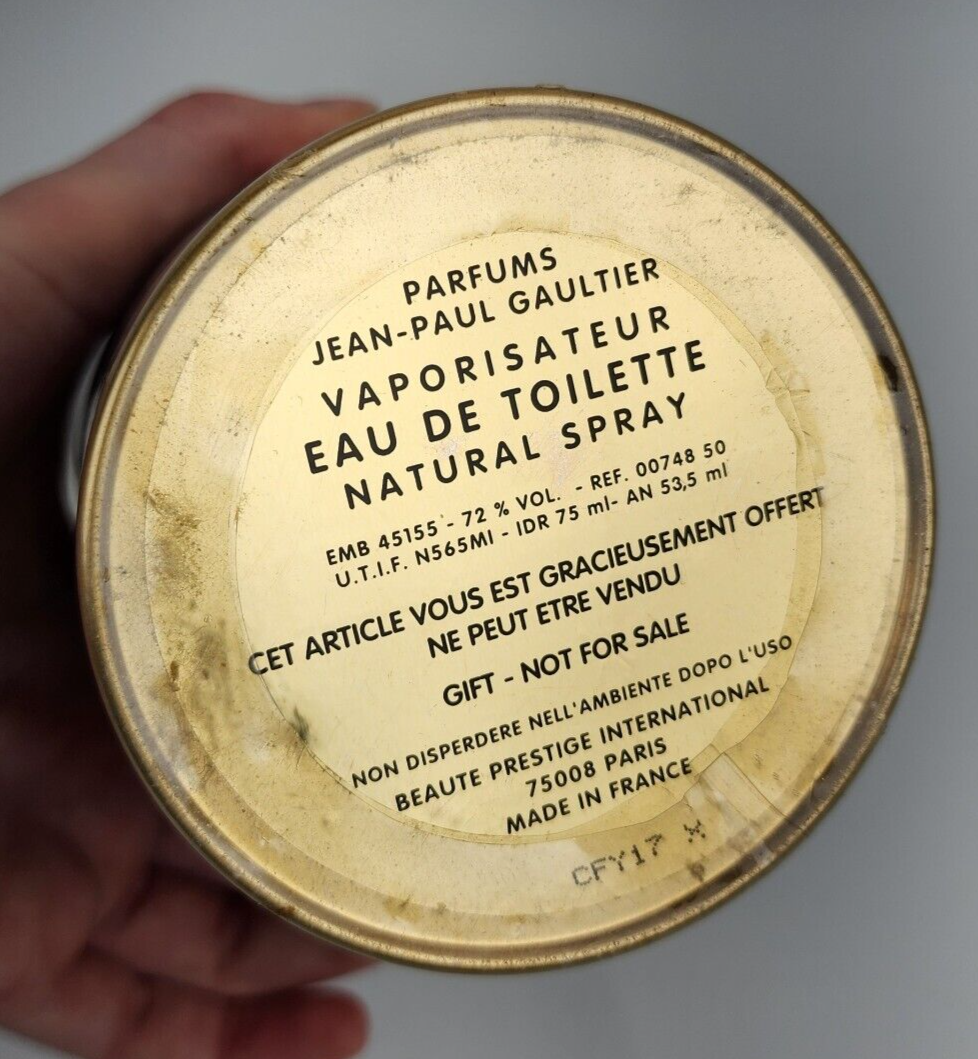 PARFUMS
JEAN-PAUL GAULTIER
VAPORISATEUR
EAU DE TOILETTE
NATURAL SPRAY
EMB 45155 - 72 % VOL. - REF. 00748 50
U.T.I.F. N565MI - IDR 75 ml- AN 53,5 ml
CET ARTICLE VOUS EST GRACIEUSEMENT OFFERT
NE PEUT ETRE VENDU
GIFT - NOT FOR SALE
NON DISPERDERE NELL'AMBIENTE DOPO L'USO
BEAUTE PRESTIGE INTERNATIONAL
75008 PARIS
MADE IN FRANCE
CFY17 X